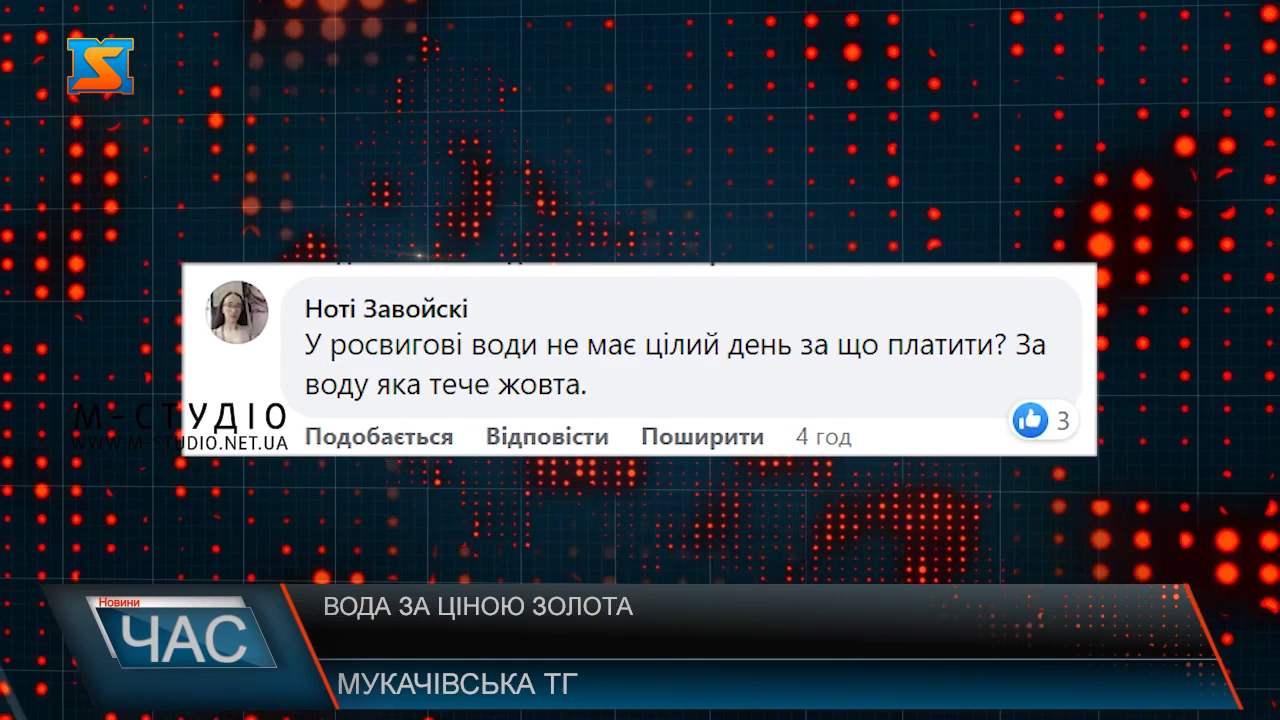 Ноті Завойскі
У росвигові води не має цілий день за що платити? За
воду яка тече жовта.
Подобається Відповісти Поширити 4 год
3
М-СТУДІО
WWW.M-STUDIO.NET.UA
Новини
ЧАС
ВОДА ЗА ЦІНОЮ ЗОЛОТА
МУКАЧІВСЬКА ТГ